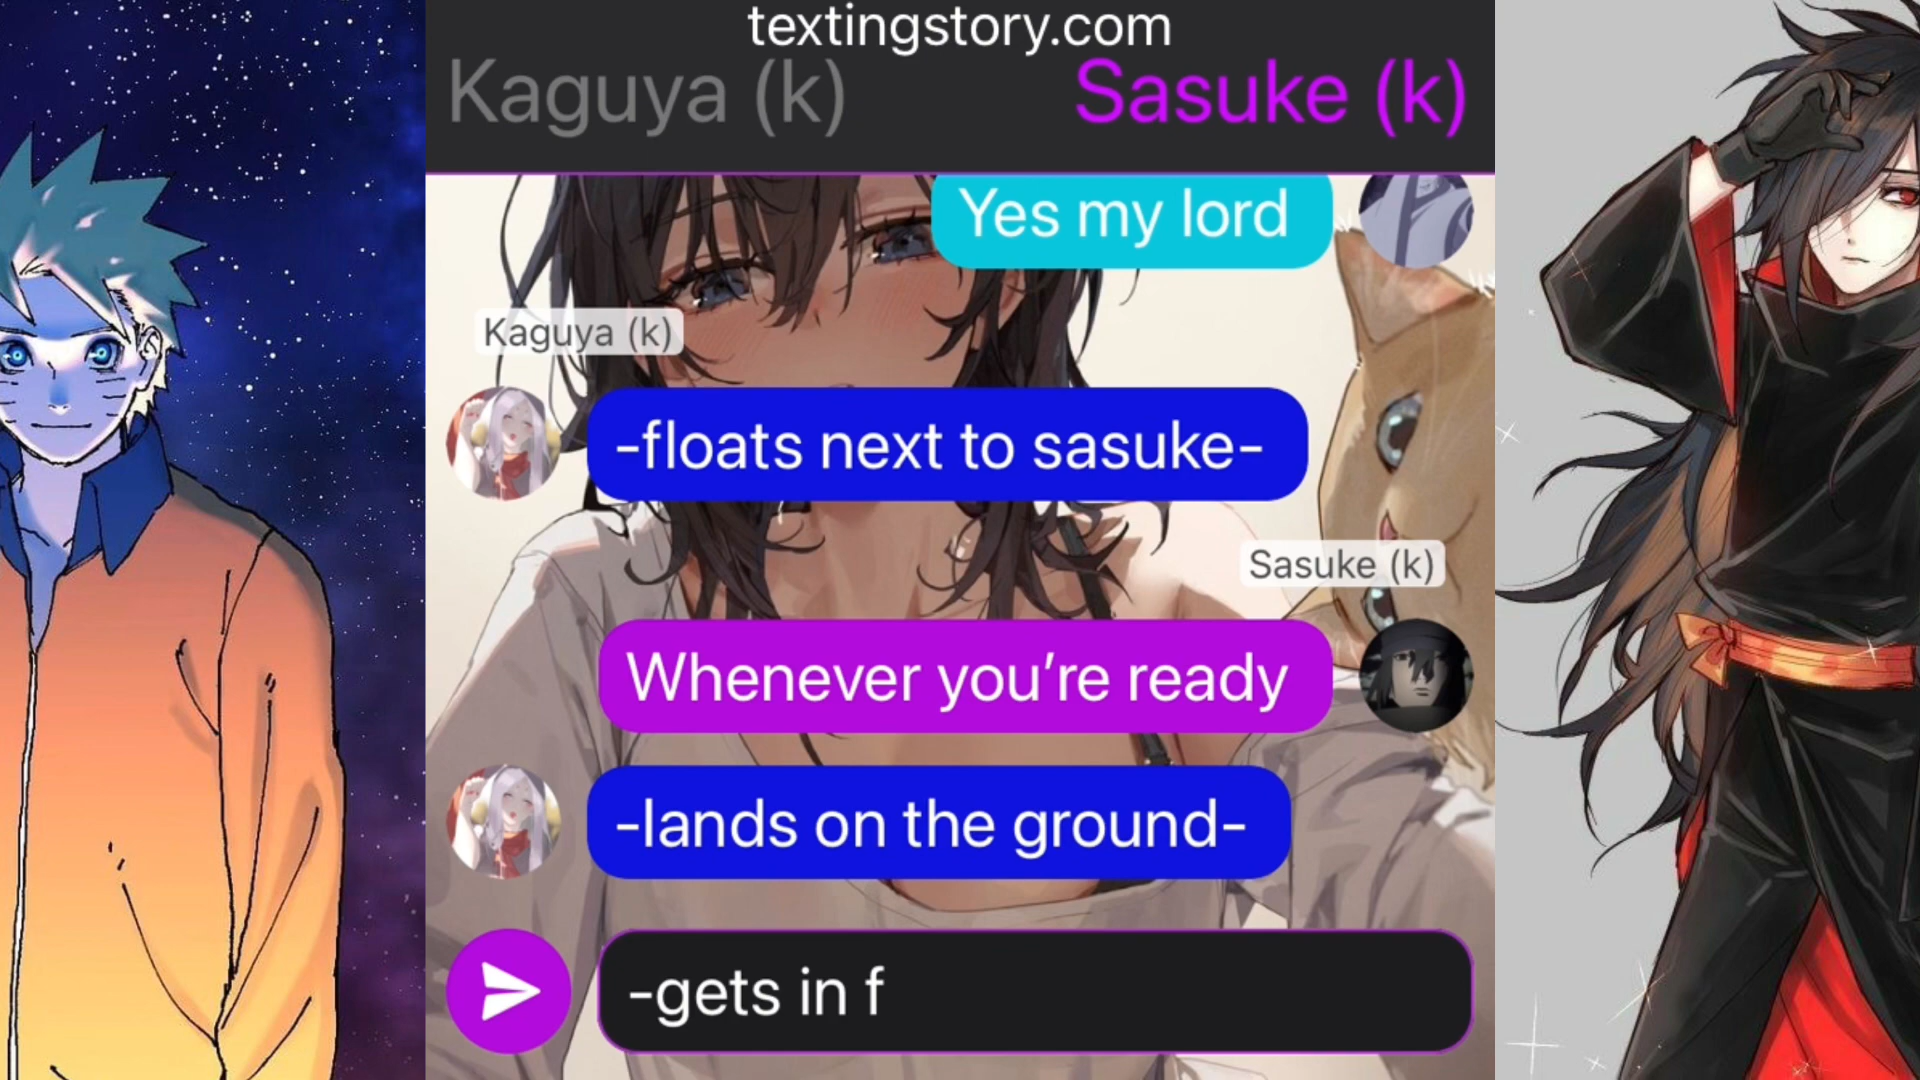 textingstory.com
Kaguya (k) Sasuke (k)
Yes my lord
Kaguya (k)
-floats next to sasuke-
Sasuke (k)
Whenever you’re ready
-lands on the ground-
-gets in f